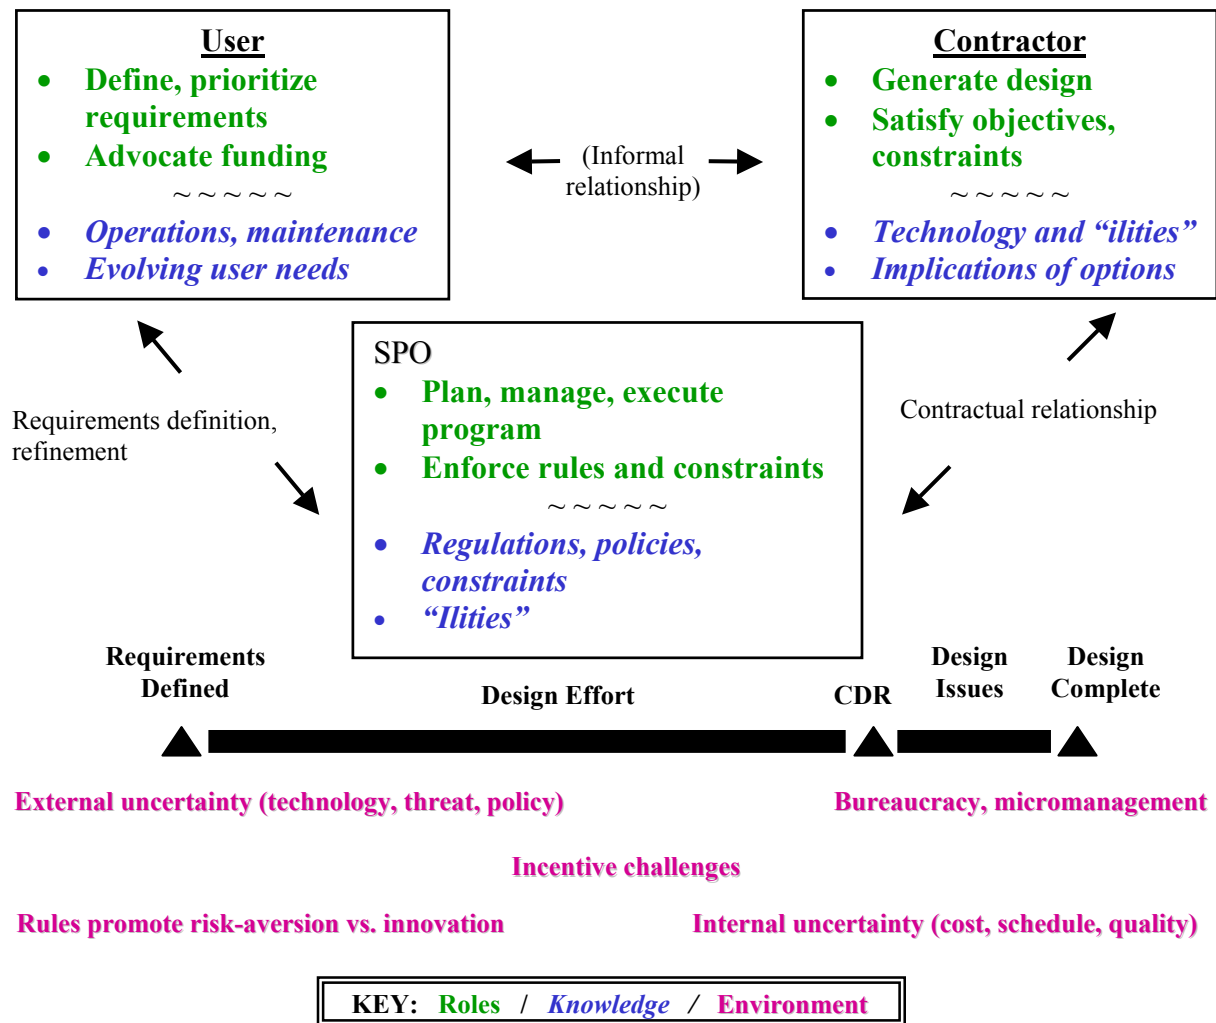 User
• Define, prioritize
requirements
• Advocate funding
~ ~ ~ ~ ~
• Operations, maintenance
• Evolving user needs
(Informal
relationship)
Contractor
• Generate design
• Satisfy objectives,
constraints
~ ~ ~ ~ ~
• Technology and “ilities”
• Implications of options
Requirements definition,
refinement
SPO
• Plan, manage, execute
program
• Enforce rules and constraints
~ ~ ~ ~ ~
• Regulations, policies,
constraints
• “Ilities”
Contractual relationship
Requirements
Defined
Design Effort
CDR
Design
Issues
Design
Complete
External uncertainty (technology, threat, policy)
Bureaucracy, micromanagement
Incentive challenges
Rules promote risk-aversion vs. innovation
Internal uncertainty (cost, schedule, quality)
KEY: Roles / Knowledge / Environment